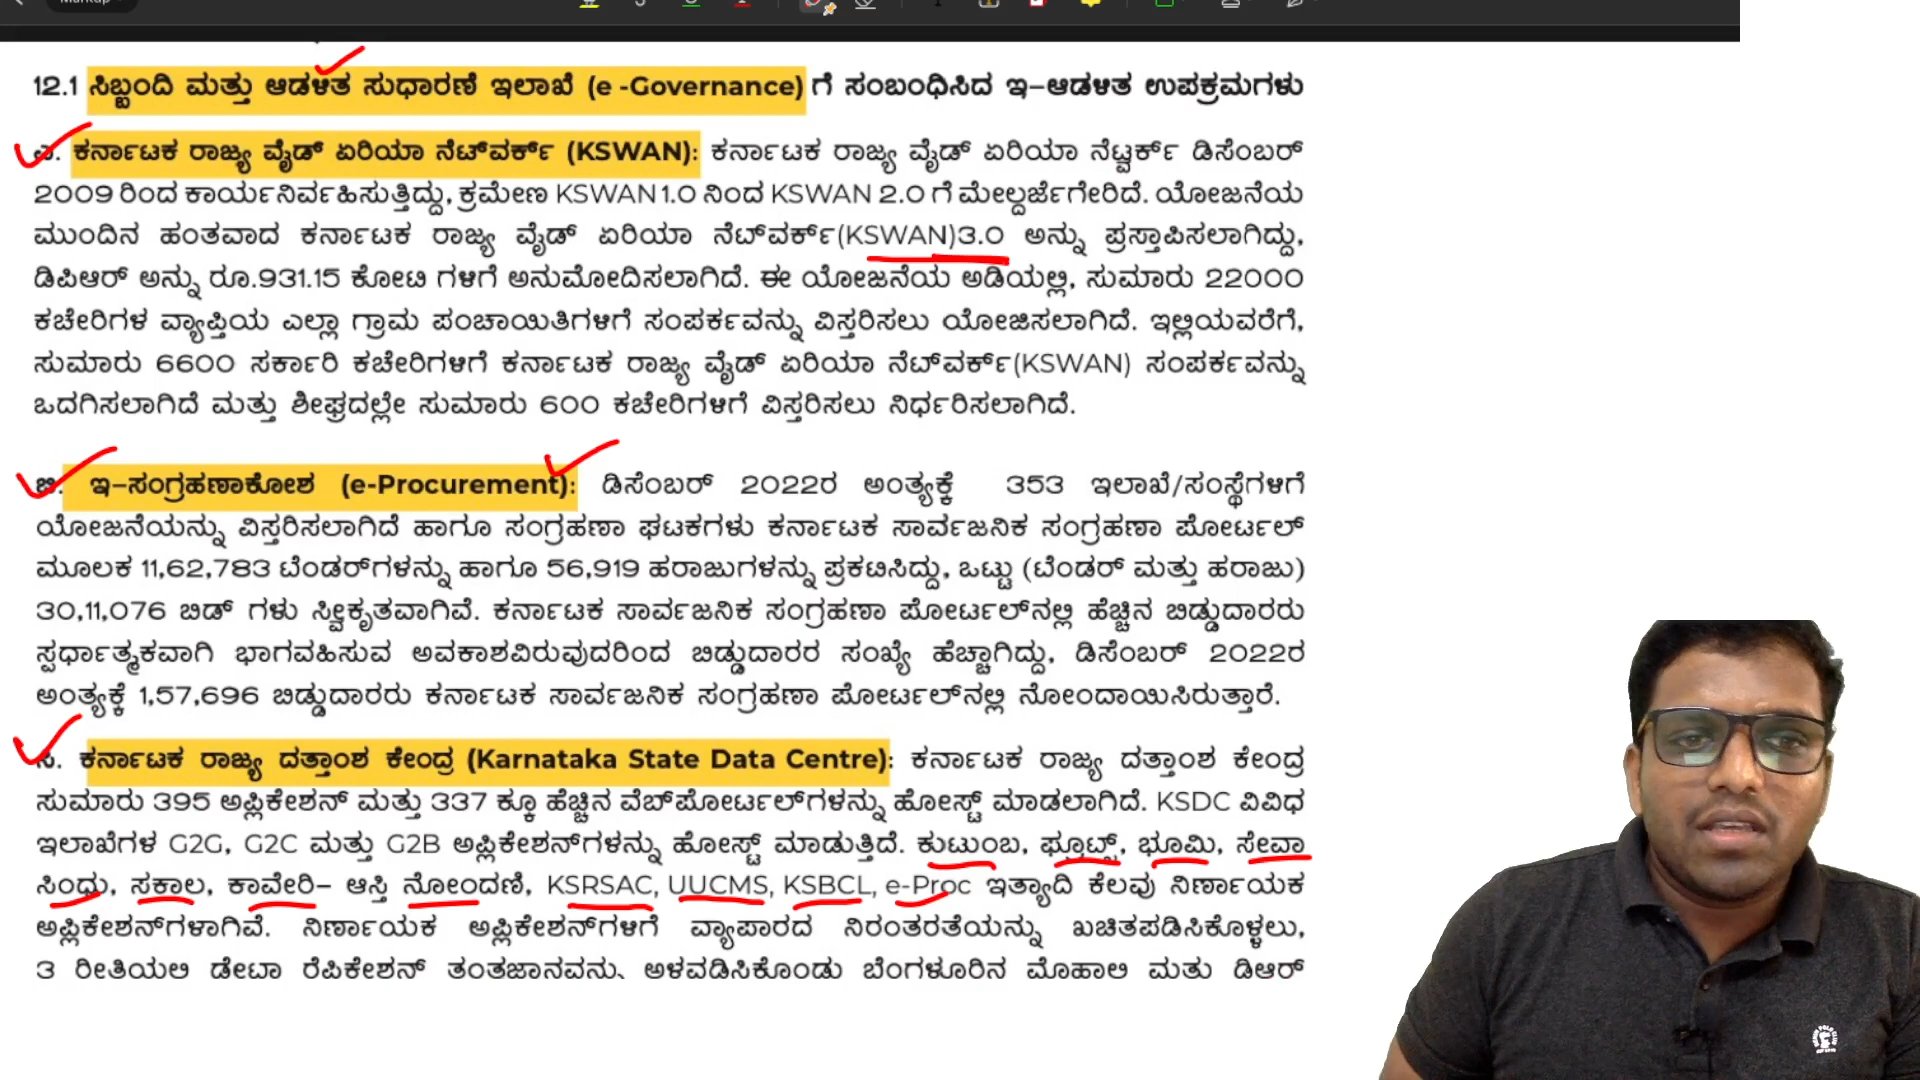 12.1 ಸಿಬ್ಬಂದಿ ಮತ್ತು ಆಡಳಿತ ಸುಧಾರಣೆ ಇಲಾಖೆ (e -Governance) ಗೆ ಸಂಬಂಧಿಸಿದ ಇ–ಆಡಳಿತ ಉಪಕ್ರಮಗಳು
ಎ. ಕರ್ನಾಟಕ ರಾಜ್ಯ ವೈಡ್ ಏರಿಯಾ ನೆಟ್‌ವರ್ಕ್ (KSWAN): ಕರ್ನಾಟಕ ರಾಜ್ಯ ವೈಡ್ ಏರಿಯಾ ನೆಟ್ವರ್ಕ್ ಡಿಸೆಂಬರ್
2009 ರಿಂದ ಕಾರ್ಯನಿರ್ವಹಿಸುತ್ತಿದ್ದು, ಕ್ರಮೇಣ KSWAN 1.0 ನಿಂದ KSWAN 2.0 ಗೆ ಮೇಲ್ದರ್ಜೆಗೇರಿದೆ. ಯೋಜನೆಯ
ಮುಂದಿನ ಹಂತವಾದ ಕರ್ನಾಟಕ ರಾಜ್ಯ ವೈಡ್ ಏರಿಯಾ ನೆಟ್‌ವರ್ಕ್(KSWAN)3.0 ಅನ್ನು ಪ್ರಸ್ತಾಪಿಸಲಾಗಿದ್ದು,
ಡಿಪಿಆರ್ ಅನ್ನು ರೂ.931.15 ಕೋಟಿ ಗಳಿಗೆ ಅನುಮೋದಿಸಲಾಗಿದೆ. ಈ ಯೋಜನೆಯ ಅಡಿಯಲ್ಲಿ, ಸುಮಾರು 22000
ಕಚೇರಿಗಳ ವ್ಯಾಪ್ತಿಯ ಎಲ್ಲಾ ಗ್ರಾಮ ಪಂಚಾಯಿತಿಗಳಿಗೆ ಸಂಪರ್ಕವನ್ನು ವಿಸ್ತರಿಸಲು ಯೋಜಿಸಲಾಗಿದೆ. ಇಲ್ಲಿಯವರೆಗೆ,
ಸುಮಾರು 6600 ಸರ್ಕಾರಿ ಕಚೇರಿಗಳಿಗೆ ಕರ್ನಾಟಕ ರಾಜ್ಯ ವೈಡ್ ಏರಿಯಾ ನೆಟ್‌ವರ್ಕ್(KSWAN) ಸಂಪರ್ಕವನ್ನು
ಒದಗಿಸಲಾಗಿದೆ ಮತ್ತು ಶೀಘ್ರದಲ್ಲೇ ಸುಮಾರು 600 ಕಚೇರಿಗಳಿಗೆ ವಿಸ್ತರಿಸಲು ನಿರ್ಧರಿಸಲಾಗಿದೆ.
ಬಿ. ಇ–ಸಂಗ್ರಹಣಾಕೋಶ (e-Procurement): ಡಿಸೆಂಬರ್ 2022ರ ಅಂತ್ಯಕ್ಕೆ 353 ಇಲಾಖೆ/ಸಂಸ್ಥೆಗಳಿಗೆ
ಯೋಜನೆಯನ್ನು ವಿಸ್ತರಿಸಲಾಗಿದೆ ಹಾಗೂ ಸಂಗ್ರಹಣಾ ಘಟಕಗಳು ಕರ್ನಾಟಕ ಸಾರ್ವಜನಿಕ ಸಂಗ್ರಹಣಾ ಪೋರ್ಟಲ್
ಮೂಲಕ 11,62,783 ಟೆಂಡರ್‌ಗಳನ್ನು ಹಾಗೂ 56,919 ಹರಾಜುಗಳನ್ನು ಪ್ರಕಟಿಸಿದ್ದು, ಒಟ್ಟು (ಟೆಂಡರ್ ಮತ್ತು ಹರಾಜು)
30,11,076 ಬಿಡ್ ಗಳು ಸ್ವೀಕೃತವಾಗಿವೆ. ಕರ್ನಾಟಕ ಸಾರ್ವಜನಿಕ ಸಂಗ್ರಹಣಾ ಪೋರ್ಟಲ್‌ನಲ್ಲಿ ಹೆಚ್ಚಿನ ಬಿಡ್ಡುದಾರರು
ಸ್ಪರ್ಧಾತ್ಮಕವಾಗಿ ಭಾಗವಹಿಸುವ ಅವಕಾಶವಿರುವುದರಿಂದ ಬಿಡ್ಡುದಾರರ ಸಂಖ್ಯೆ ಹೆಚ್ಚಾಗಿದ್ದು, ಡಿಸೆಂಬರ್ 2022ರ
ಅಂತ್ಯಕ್ಕೆ 1,57,696 ಬಿಡ್ಡುದಾರರು ಕರ್ನಾಟಕ ಸಾರ್ವಜನಿಕ ಸಂಗ್ರಹಣಾ ಪೋರ್ಟಲ್‌ನಲ್ಲಿ ನೋಂದಾಯಿಸಿರುತ್ತಾರೆ.
ಸಿ. ಕರ್ನಾಟಕ ರಾಜ್ಯ ದತ್ತಾಂಶ ಕೇಂದ್ರ (Karnataka State Data Centre): ಕರ್ನಾಟಕ ರಾಜ್ಯ ದತ್ತಾಂಶ ಕೇಂದ್ರ
ಸುಮಾರು 395 ಅಪ್ಲಿಕೇಶನ್ ಮತ್ತು 337 ಕ್ಕೂ ಹೆಚ್ಚಿನ ವೆಬ್‌ಪೋರ್ಟಲ್‌ಗಳನ್ನು ಹೋಸ್ಟ್ ಮಾಡಲಾಗಿದೆ. KSDC ವಿವಿಧ
ಇಲಾಖೆಗಳ G2G, G2C ಮತ್ತು G2B ಅಪ್ಲಿಕೇಶನ್‌ಗಳನ್ನು ಹೋಸ್ಟ್ ಮಾಡುತ್ತಿದೆ. ಕುಟುಂಬ, ಫ್ರೂಟ್ಸ್, ಭೂಮಿ, ಸೇವಾ
ಸಿಂಧು, ಸಕಾಲ, ಕಾವೇರಿ– ಆಸ್ತಿ ನೋಂದಣಿ, KSRSAC, UUCMS, KSBCL, e-Proc ಇತ್ಯಾದಿ ಕೆಲವು ನಿರ್ಣಾಯಕ
ಅಪ್ಲಿಕೇಶನ್‌ಗಳಾಗಿವೆ. ನಿರ್ಣಾಯಕ ಅಪ್ಲಿಕೇಶನ್‌ಗಳಿಗೆ ವ್ಯಾಪಾರದ ನಿರಂತರತೆಯನ್ನು ಖಚಿತಪಡಿಸಿಕೊಳ್ಳಲು,
3 ರೀತಿಯಲಿ ಡೇಟಾ ರೆಪಿಕೇಶನ್ ತಂತಜಾನವನು ಅಳವಡಿಸಿಕೊಂಡು ಬೆಂಗಳೂರಿನ ಮೊಹಾಲಿ ಮತು ಡಿಆರ್